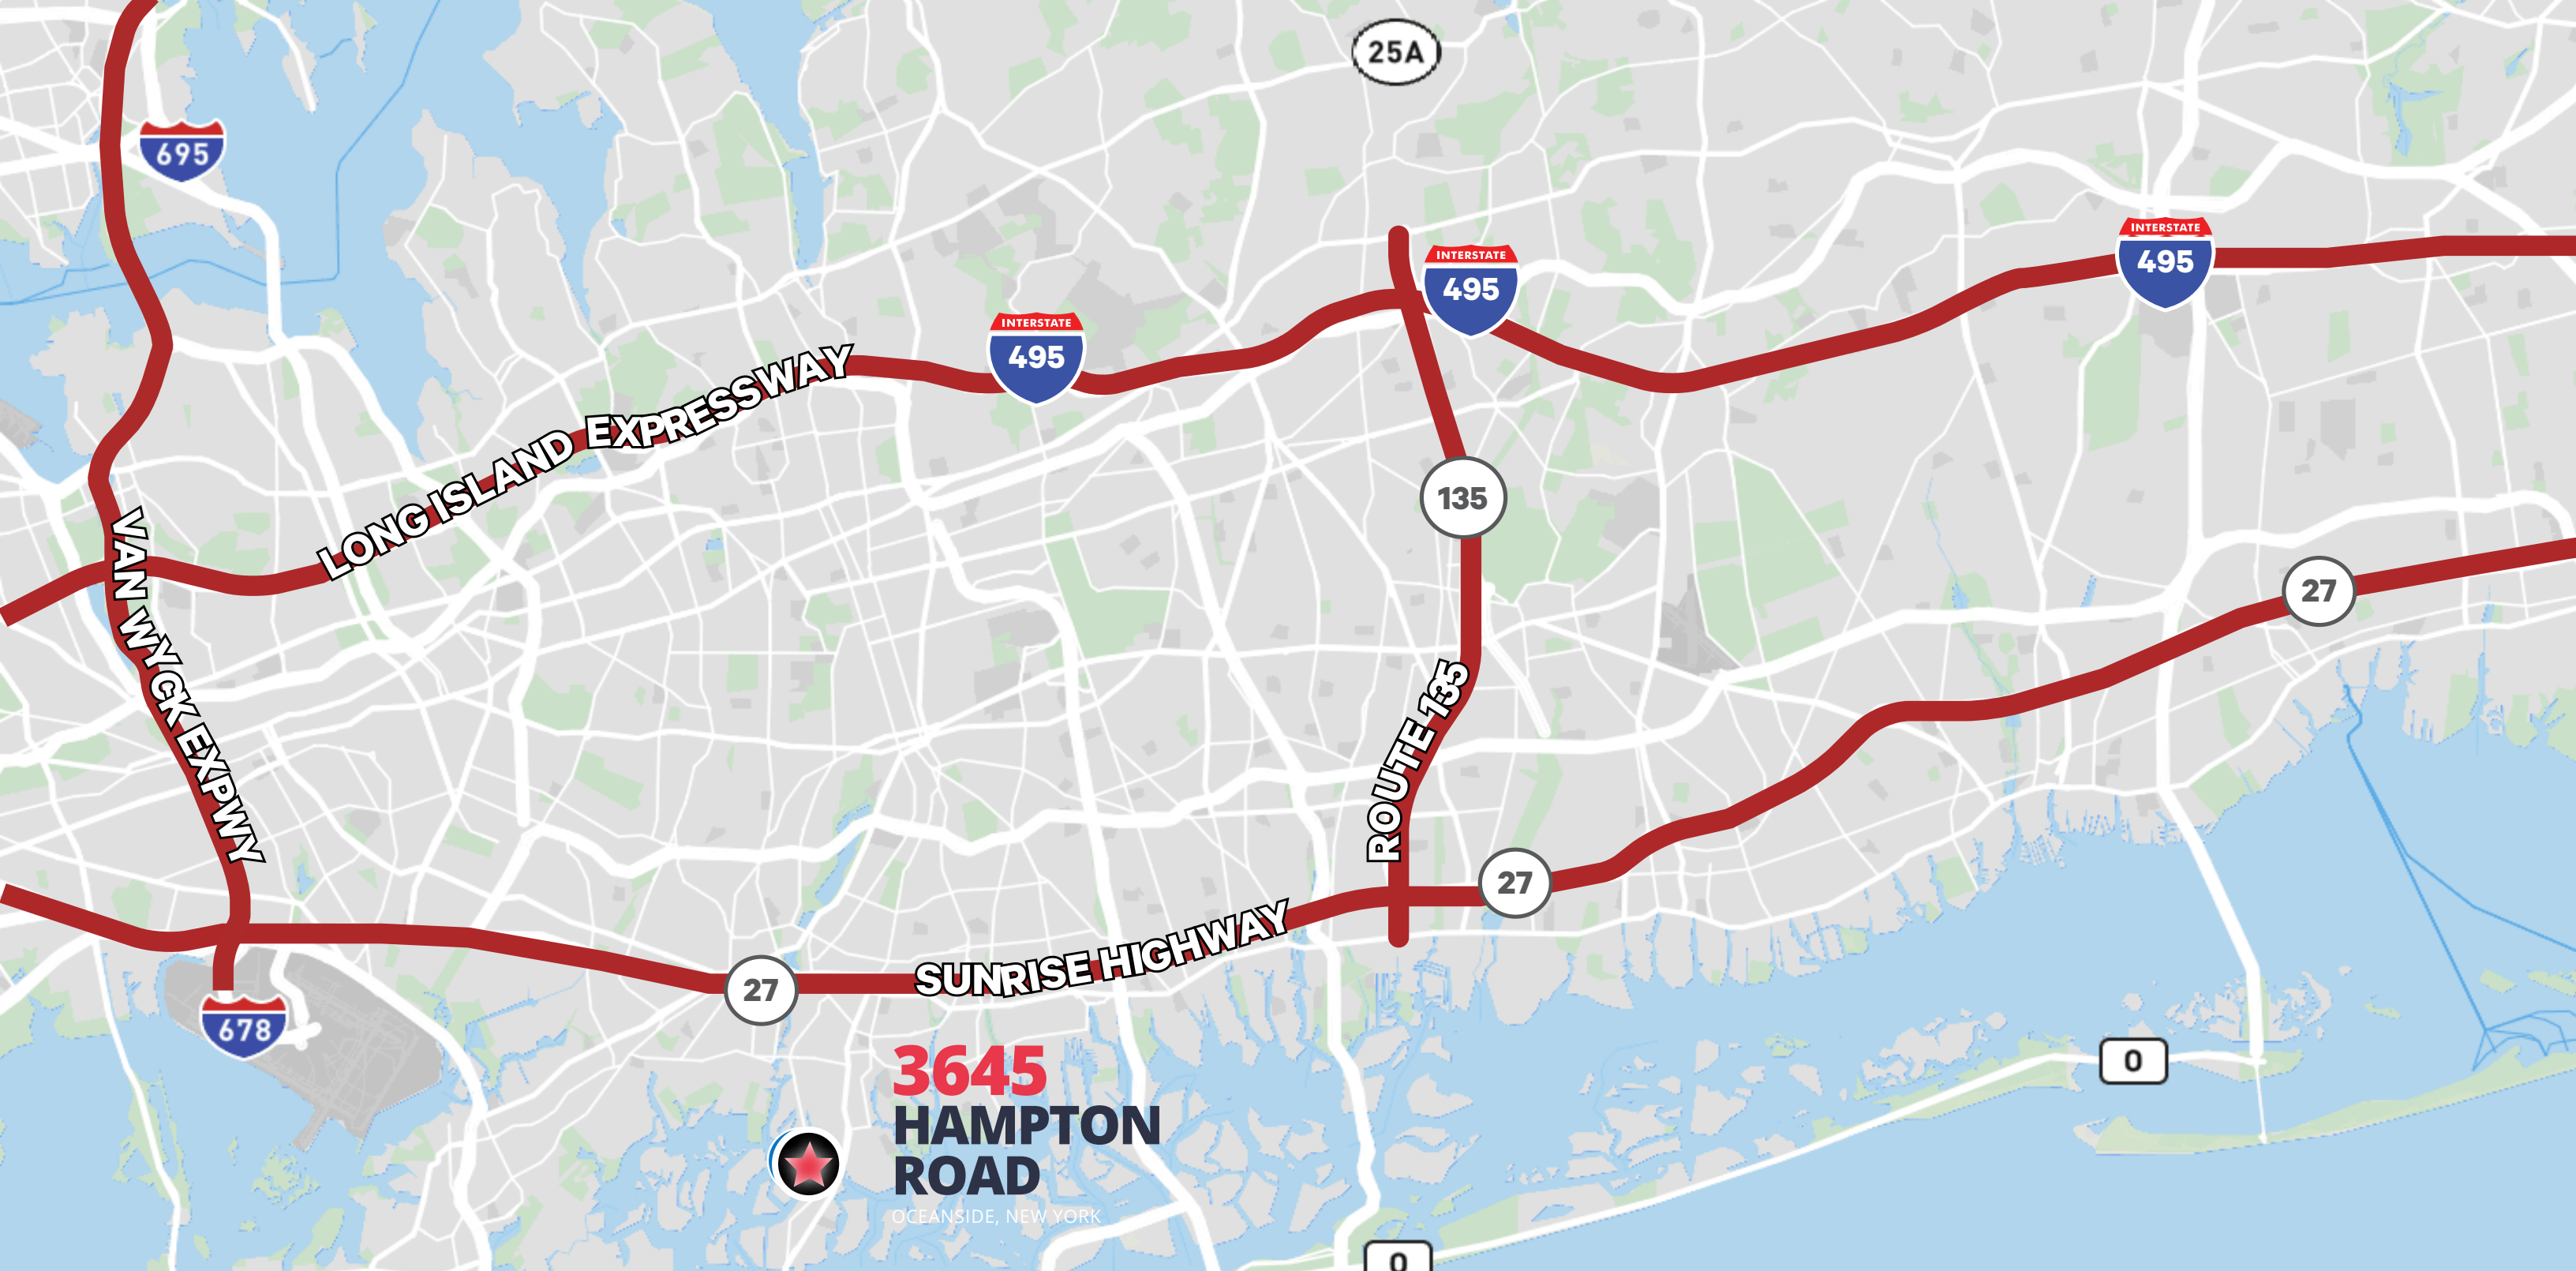 25A
695
INTERSTATE
495
INTERSTATE
495
INTERSTATE
495
LONG ISLAND EXPRESSWAY
135
VAN WYCK EXPWY
27
ROUTE 135
27
SUNRISE HIGHWAY
27
678
3645
HAMPTON
ROAD
OCEANSIDE, NEW YORK
0
0